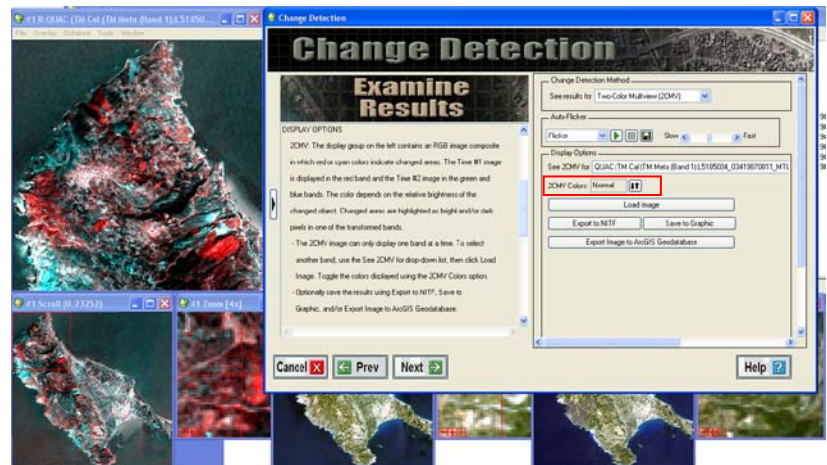 #1 R:QUAC (TM Cal (TM Meta (Band 1):L51850...
File Overlay Enhance Tools Window
Change Detection
Change Detection
Examine
Results
DISPLAY OPTIONS
2CMV: The display group on the left contains an RGB image composite
in which red or cyan colors indicate changed areas. The Time #1 image
is displayed in the red band and the Time #2 image in the green and
blue bands. The color depends on the relative brightness of the
changed object. Changed areas are highlighted as bright and/or dark
pixels in one of the transformed bands.
- The 2CMV image can only display one band at a time. To select
another band, use the See 2CMV for drop-down list, then click Load
Image. Toggle the colors displayed using the 2CMV Colors option.
- Optionally save the results using Export to NITF, Save to
Graphic, and/or Export Image to ArcGIS Geodatabase.
Change Detection Method
See results for Two-Color Multiview (2CMV)
Auto-Flicker
Flicker Slow Fast
Display Options
See 2CMV for QUAC:TM Cal (TM Meta (Band 1):L5185034_03419870811_MTL
2CMV Colors: Normal
Load Image
Export to NITF Save to Graphic
Export Image to ArcGIS Geodatabase
Cancel Prev Next Help
#1 Scroll (0.23252)
#1 Zoom [4x]